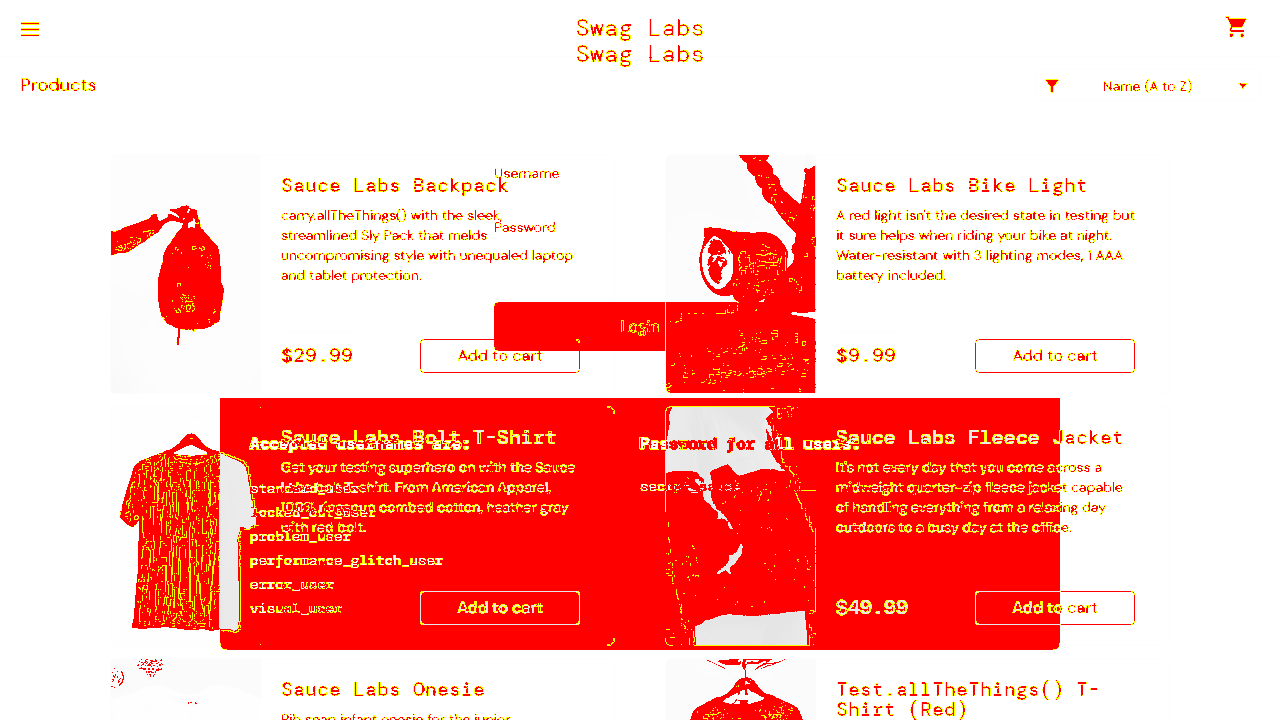 Swag Labs
Swag Labs
Products
Name (A to Z)
Username
Sauce Labs Backpack
carry.allTheThings() with the sleek,
streamlined Sly Pack that melds
uncompromising style with unequaled laptop
and tablet protection.
Password
Login
$29.99
Add to cart
Sauce Labs Bike Light
A red light isn't the desired state in testing but
it sure helps when riding your bike at night.
Water-resistant with 3 lighting modes, 1 AAA
battery included.
$9.99
Add to cart
Sauce Labs Bolt T-Shirt
Get your testing superhero on with the Sauce
T-shirt. From American Apparel,
100% ringspun combed cotton, heather gray
with red bolt.
Add to cart
Accepted usernames are:
standard_user
locked_out_user
problem_user
performance_glitch_user
error_user
visual_user
Password for all users:
Sauce Labs Fleece Jacket
It's not every day that you come across a
midweight quarter-zip fleece jacket capable
of handling everything from a relaxing day
outdoors to a busy day at the office.
$49.99
Add to cart
Sauce Labs Onesie
Rib snap infant onesie for the junior
Test.allTheThings() T-
Shirt (Red)